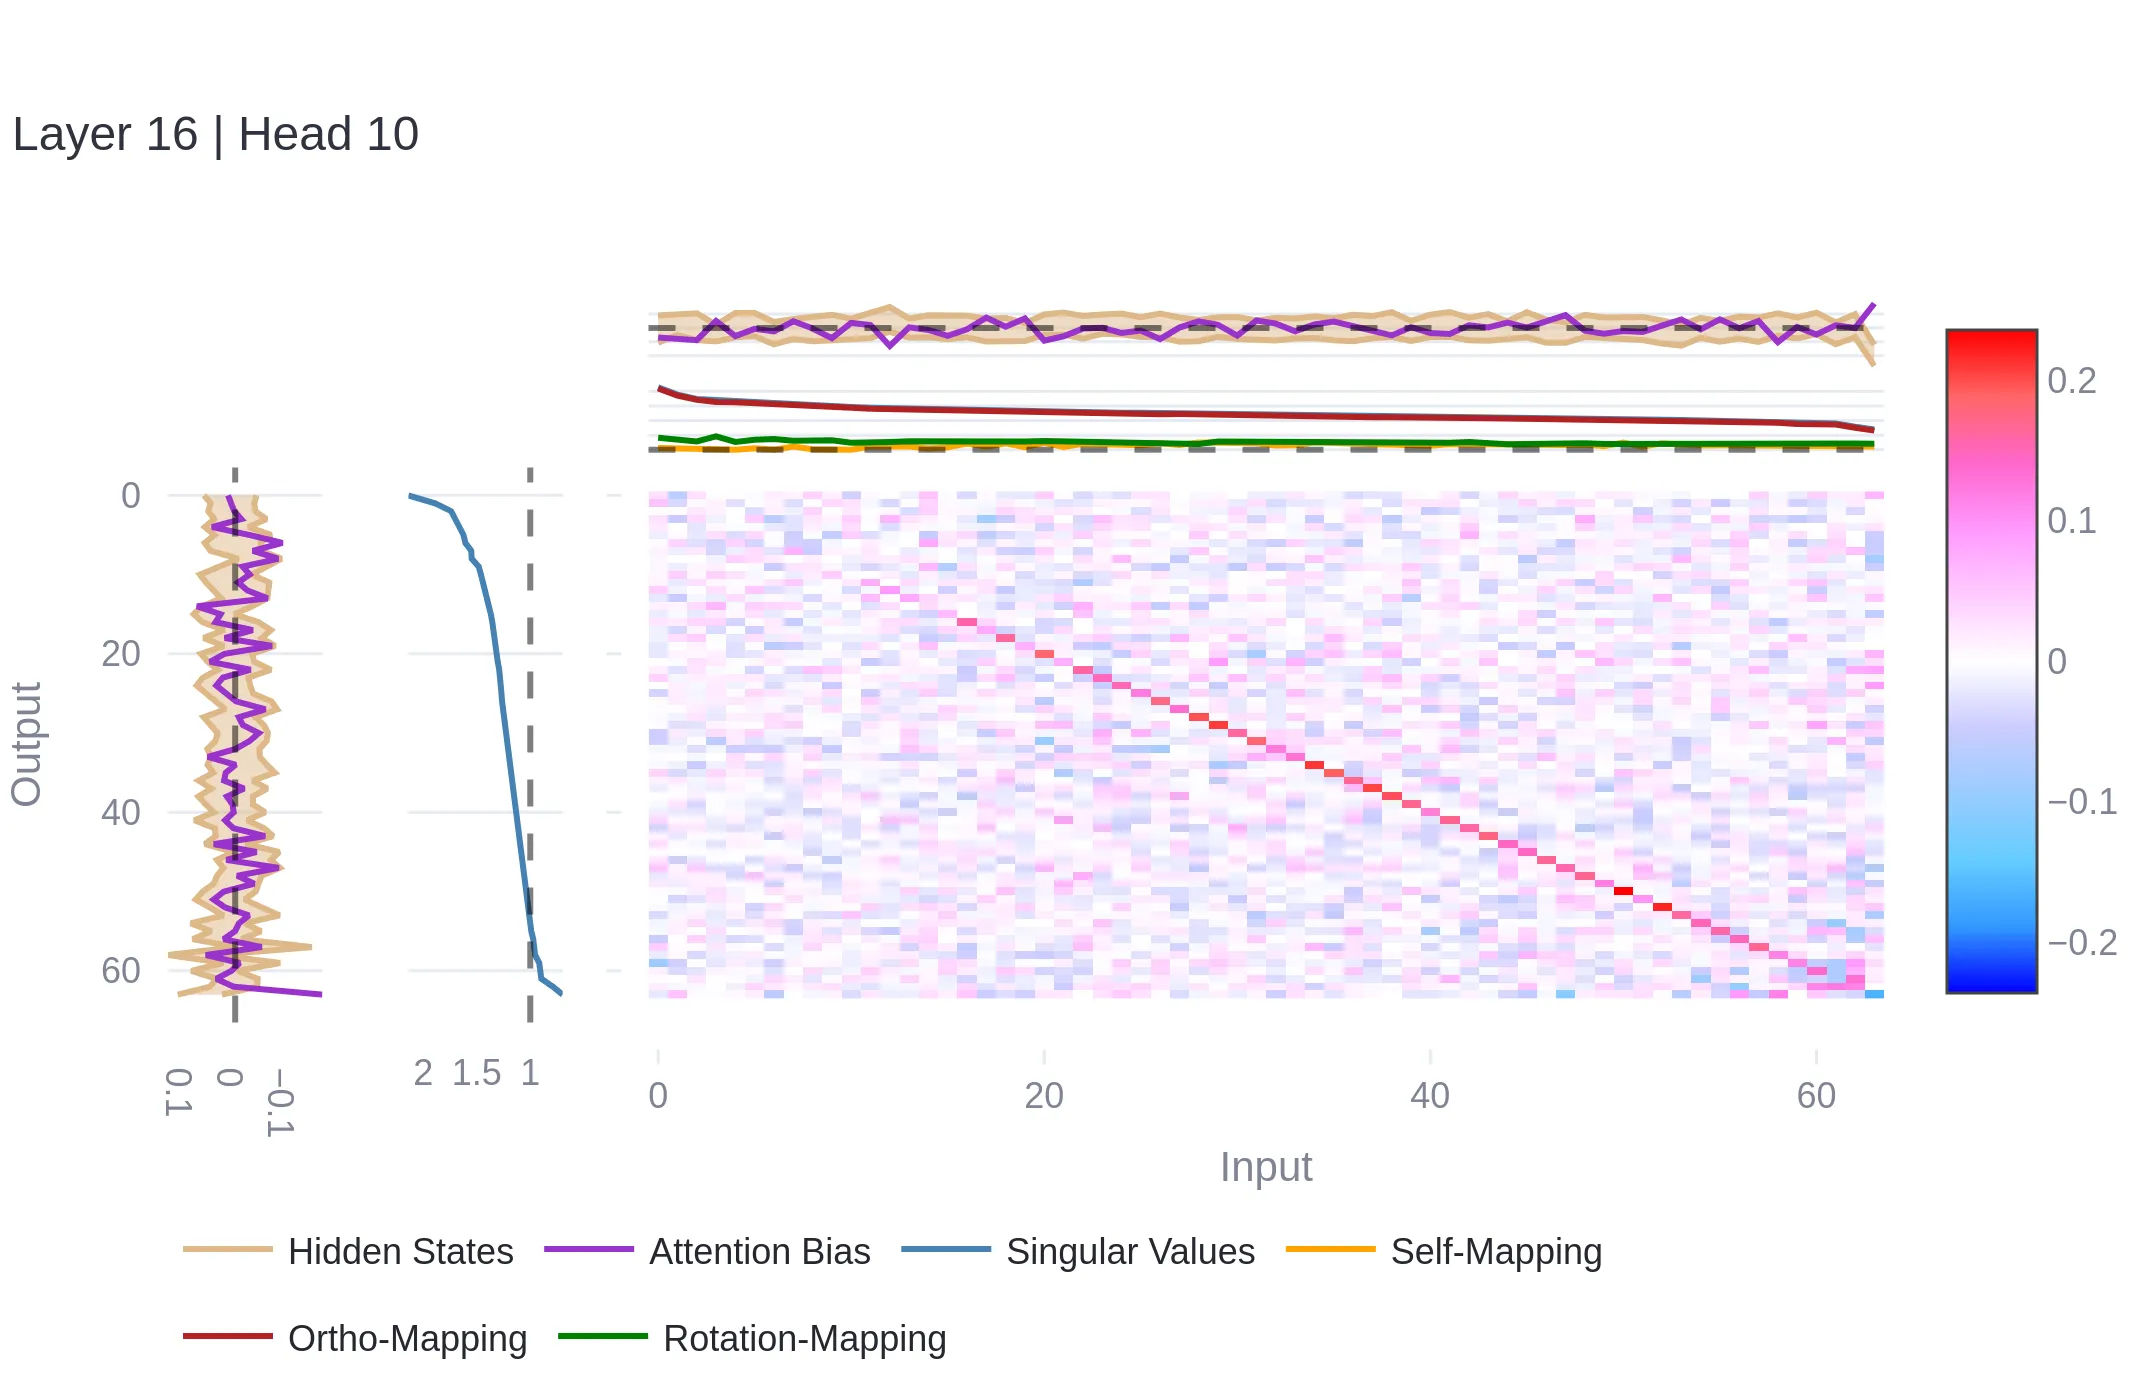 Layer 16 | Head 10
0
20
40
60
Output
0.1
0
−0.1
2
1.5
1
0
20
40
60
Input
0.2
0.1
0
−0.1
−0.2
Hidden States
Attention Bias
Singular Values
Self-Mapping
Ortho-Mapping
Rotation-Mapping